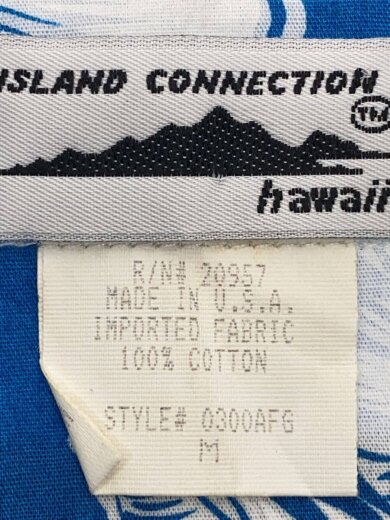 ISLAND CONNECTION
TM
hawaii
R/N# 20957
MADE IN U.S.A.
IMPORTED FABRIC
100% COTTON
STYLE# 0300AFG
M